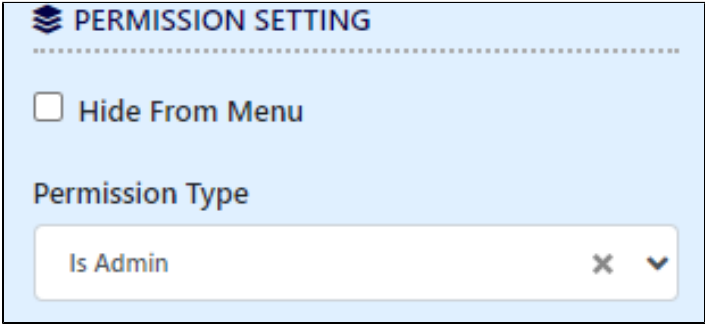 PERMISSION SETTING
Hide From Menu
Permission Type
Is Admin